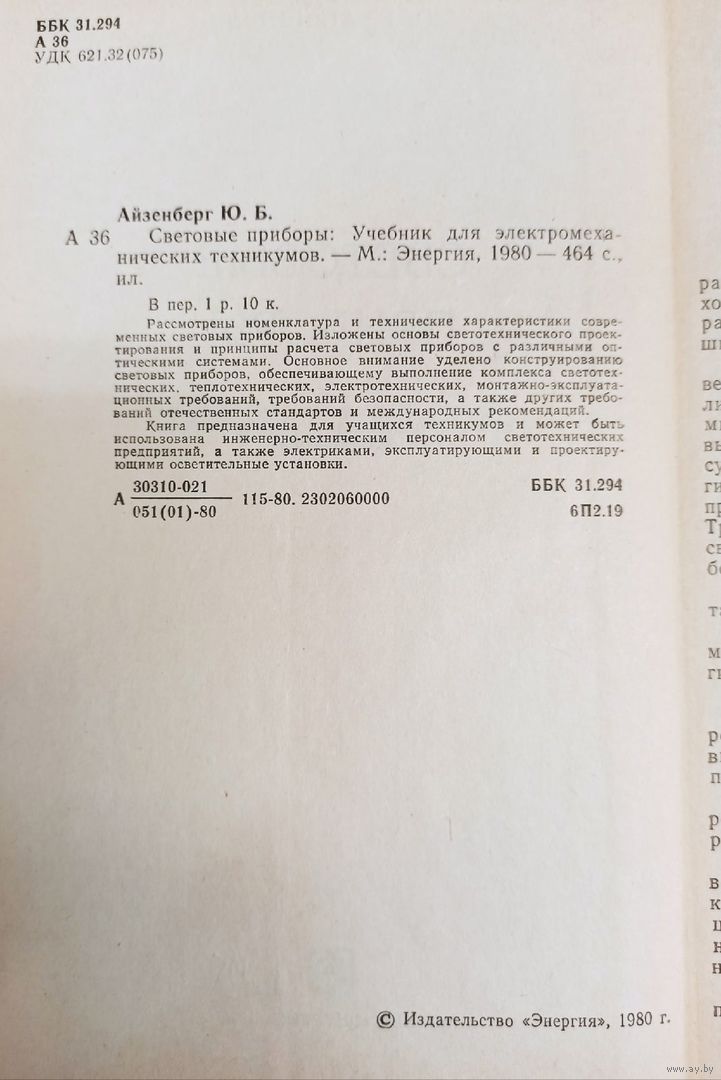 ББК 31.294
А 36
УДК 621.32(075)
Айзенберг Ю. Б.
А 36 Световые приборы: Учебник для электромеха-
нических техникумов. — М.: Энергия, 1980 — 464 с.,
ил.
В пер. 1 р. 10 к.
Рассмотрены номенклатура и технические характеристики совре-
менных световых приборов. Изложены основы светотехнического проек-
тирования и принципы расчета световых приборов с различными оп-
тическими системами. Основное внимание уделено конструированию
световых приборов, обеспечивающему выполнение комплекса светотех-
нических, теплотехнических, электротехнических, монтажно-эксплуата-
ционных требований, требований безопасности, а также других требо-
ваний отечественных стандартов и международных рекомендаций.
Книга предназначена для учащихся техникумов и может быть
использована инженерно-техническим персоналом светотехнических
предприятий, а также электриками, эксплуатирующими и проектиру-
ющими осветительные установки.
А 30310-021 115-80. 2302060000 ББК 31.294
051(01)-80 6П2.19
© Издательство «Энергия», 1980 г.
www.ay.by